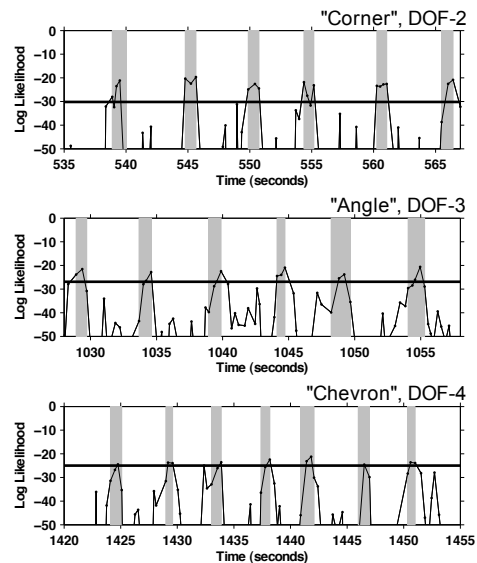 "Corner", DOF-2
0
−10
−20
−30
−40
−50
Log Likelihood
535 540 545 550 555 560 565
Time (seconds)
"Angle", DOF-3
0
−10
−20
−30
−40
−50
Log Likelihood
1030 1035 1040 1045 1050 1055
Time (seconds)
"Chevron", DOF-4
0
−10
−20
−30
−40
−50
Log Likelihood
1420 1425 1430 1435 1440 1445 1450 1455
Time (seconds)